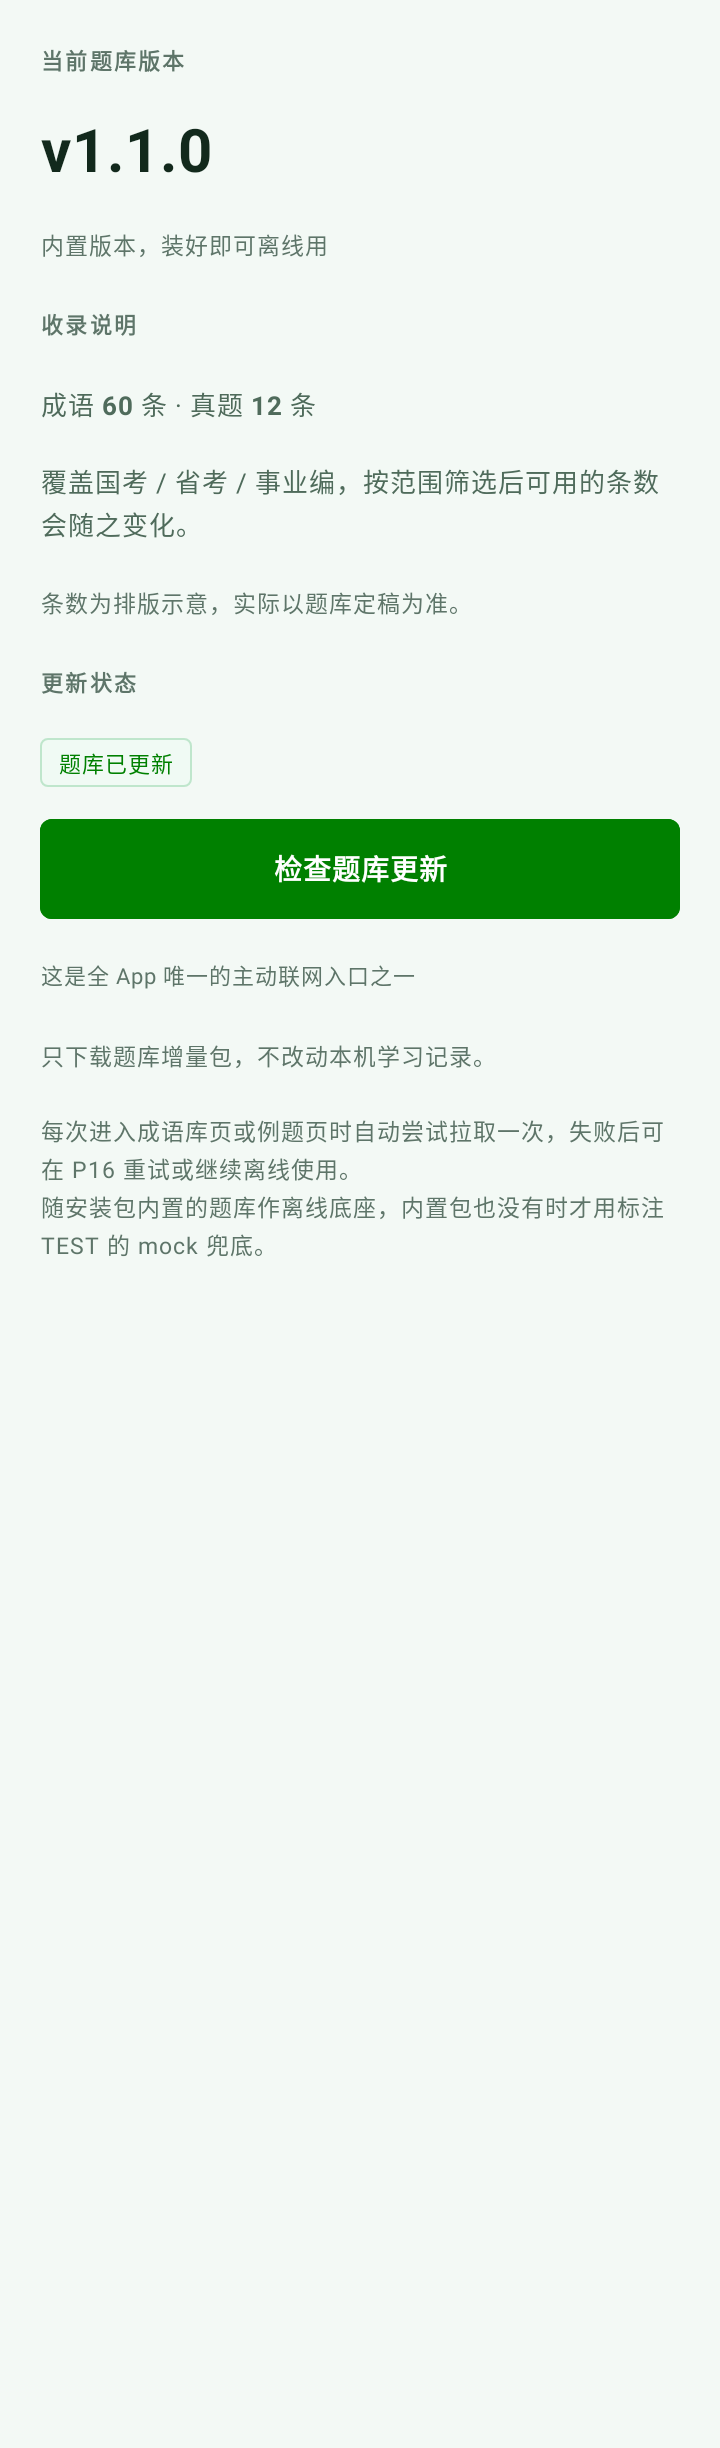 当前题库版本
v1.1.0
内置版本，装好即可离线用
收录说明
成语 60 条 · 真题 12 条
覆盖国考 / 省考 / 事业编，按范围筛选后可用的条数
会随之变化。
条数为排版示意，实际以题库定稿为准。
更新状态
题库已更新
检查题库更新
这是全 App 唯一的主动联网入口之一
只下载题库增量包，不改动本机学习记录。
每次进入成语库页或例题页时自动尝试拉取一次，失败后可
在 P16 重试或继续离线使用。
随安装包内置的题库作离线底座，内置包也没有时才用标注
TEST 的 mock 兜底。